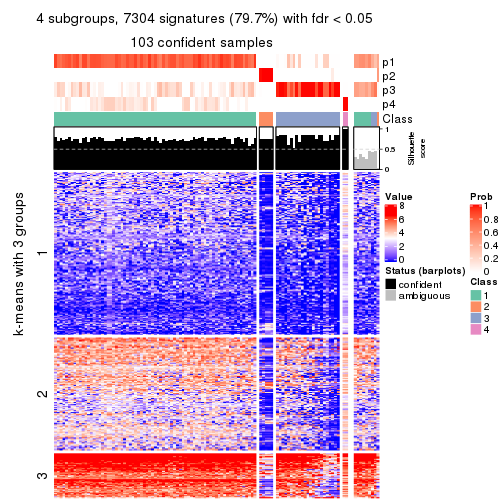 4 subgroups, 7304 signatures (79.7%) with fdr < 0.05
103 confident samples
p1
p2
p3
p4
Class
1
0.5
0
Silhouette
score
k-means with 3 groups
1
2
3
Value
8
6
4
2
0
Status (barplots)
confident
ambiguous
Prob
1
0.8
0.6
0.4
0.2
0
Class
1
2
3
4